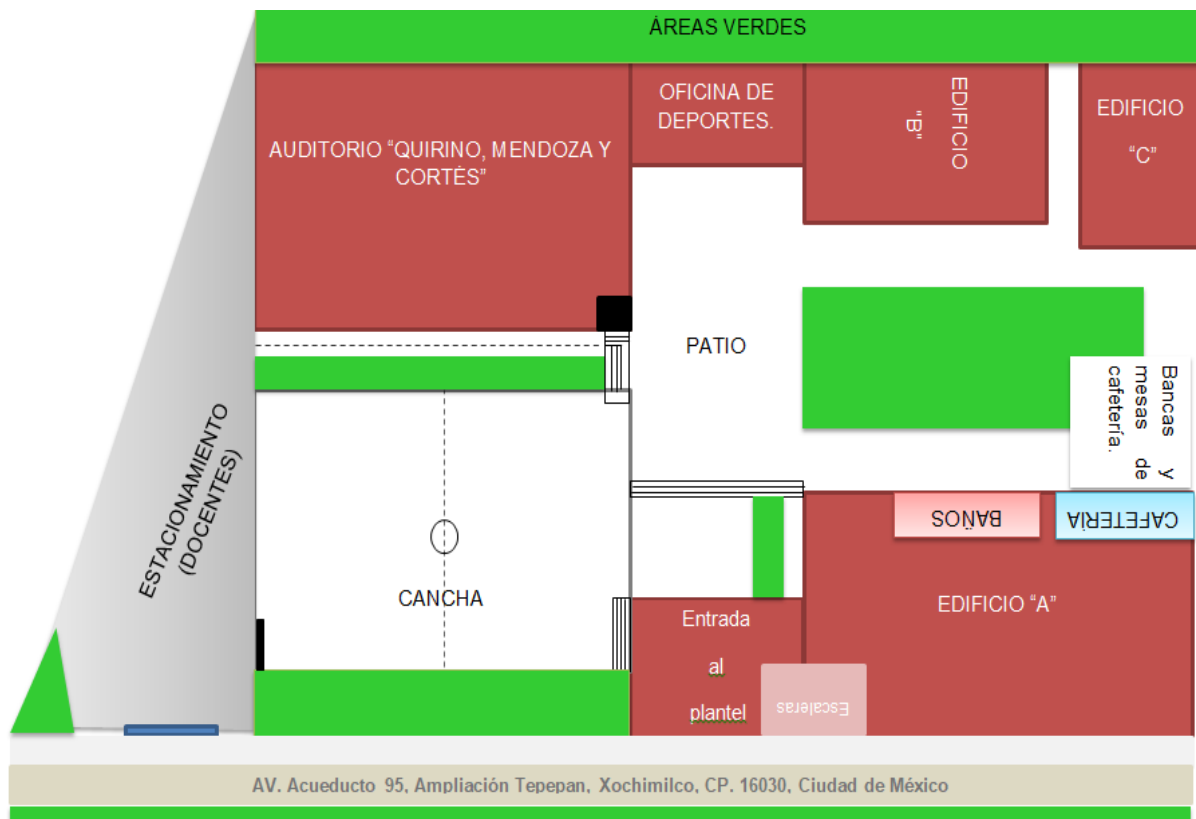 ÁREAS VERDES
AUDITORIO “QUIRINO, MENDOZA Y
CORTÉS”
OFICINA DE
DEPORTES.
EDIFICIO
“B”
EDIFICIO
“C”
PATIO
Bancas y
mesas de
cafetería.
ESTACIONAMIENTO
(DOCENTES)
CANCHA
BAÑOS
CAFETERÍA
EDIFICIO “A”
Entrada
al
plantel
Escaleras
AV. Acueducto 95, Ampliación Tepepan, Xochimilco, CP. 16030, Ciudad de México